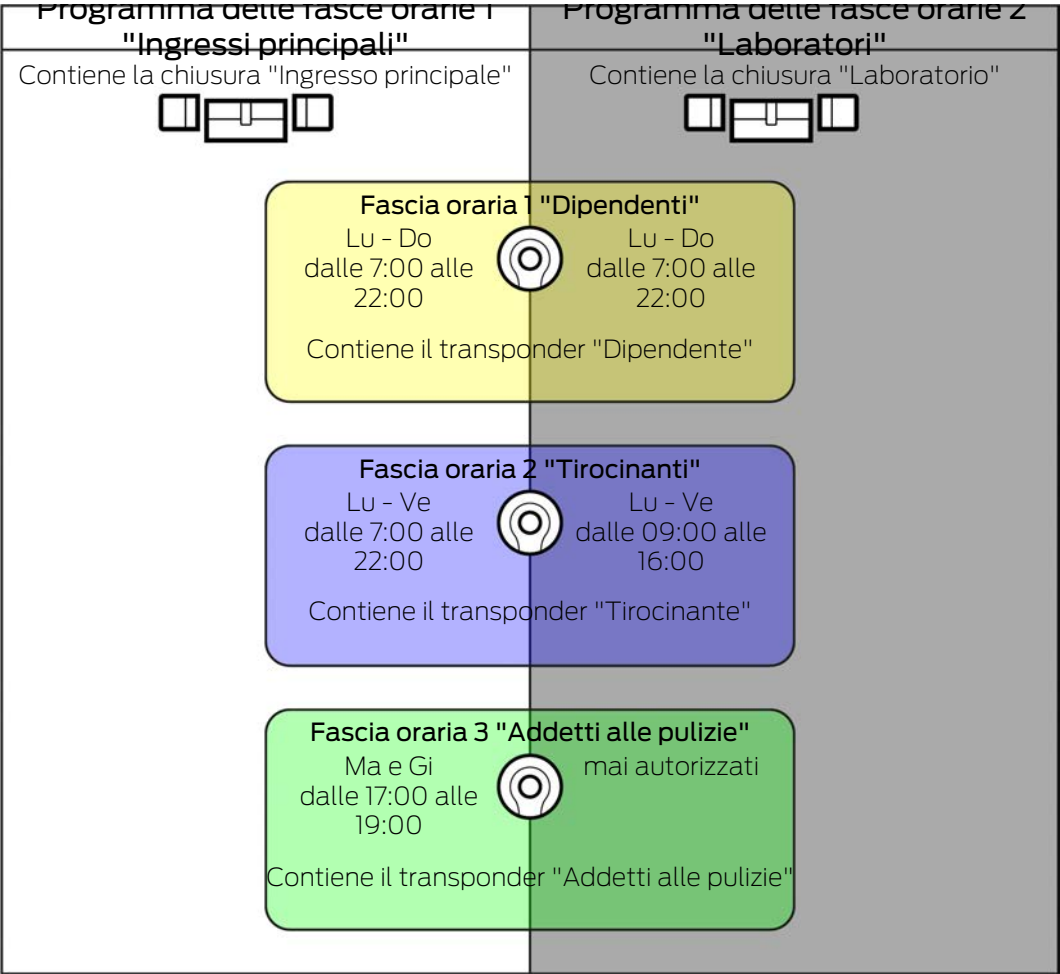 Programma delle fasce orarie 1
"Ingressi principali"
Contiene la chiusura "Ingresso principale"
Programma delle fasce orarie 2
"Laboratori"
Contiene la chiusura "Laboratorio"
Fascia oraria 1 "Dipendenti"
Lu - Do
dalle 7:00 alle
22:00
Lu - Do
dalle 7:00 alle
22:00
Contiene il transponder "Dipendente"
Fascia oraria 2 "Tirocinanti"
Lu - Ve
dalle 7:00 alle
22:00
Lu - Ve
dalle 09:00 alle
16:00
Contiene il transponder "Tirocinante"
Fascia oraria 3 "Addetti alle pulizie"
Ma e Gi
dalle 17:00 alle
19:00
mai autorizzati
Contiene il transponder "Addetti alle pulizie"